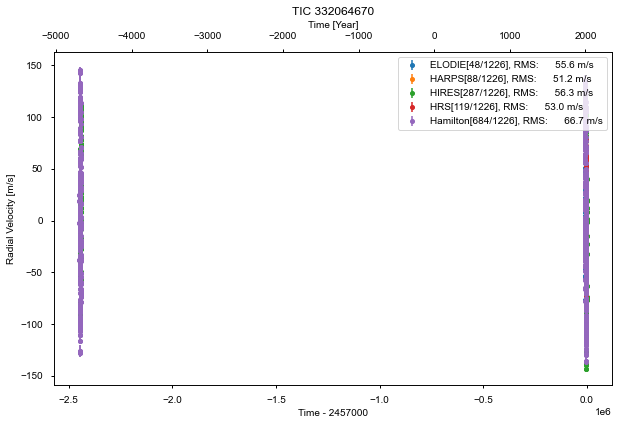 TIC 332064670
Time [Year]
−5000 −4000 −3000 −2000 −1000 0 1000 2000
ELODIE[48/1226], RMS: 55.6 m/s
HARPS[88/1226], RMS: 51.2 m/s
HIRES[287/1226], RMS: 56.3 m/s
HRS[119/1226], RMS: 53.0 m/s
Hamilton[684/1226], RMS: 66.7 m/s
Radial Velocity [m/s]
150
100
50
0
−50
−100
−150
−2.5 −2.0 −1.5 −1.0 −0.5 0.0
1e6
Time - 2457000